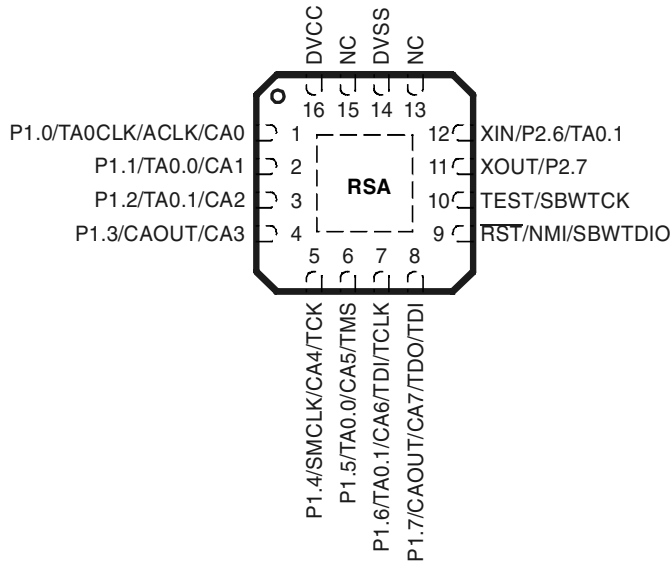 DVCC
NC
DVSS
NC
16
15
14
13
P1.0/TA0CLK/ACLK/CA0
1
P1.1/TA0.0/CA1
2
P1.2/TA0.1/CA2
3
P1.3/CAOUT/CA3
4
RSA
12
XIN/P2.6/TA0.1
11
XOUT/P2.7
10
TEST/SBWTCK
9
RST/NMI/SBWTDIO
5
6
7
8
P1.4/SMCLK/CA4/TCK
P1.5/TA0.0/CA5/TMS
P1.6/TA0.1/CA6/TDI/TCLK
P1.7/CAOUT/CA7/TDO/TDI